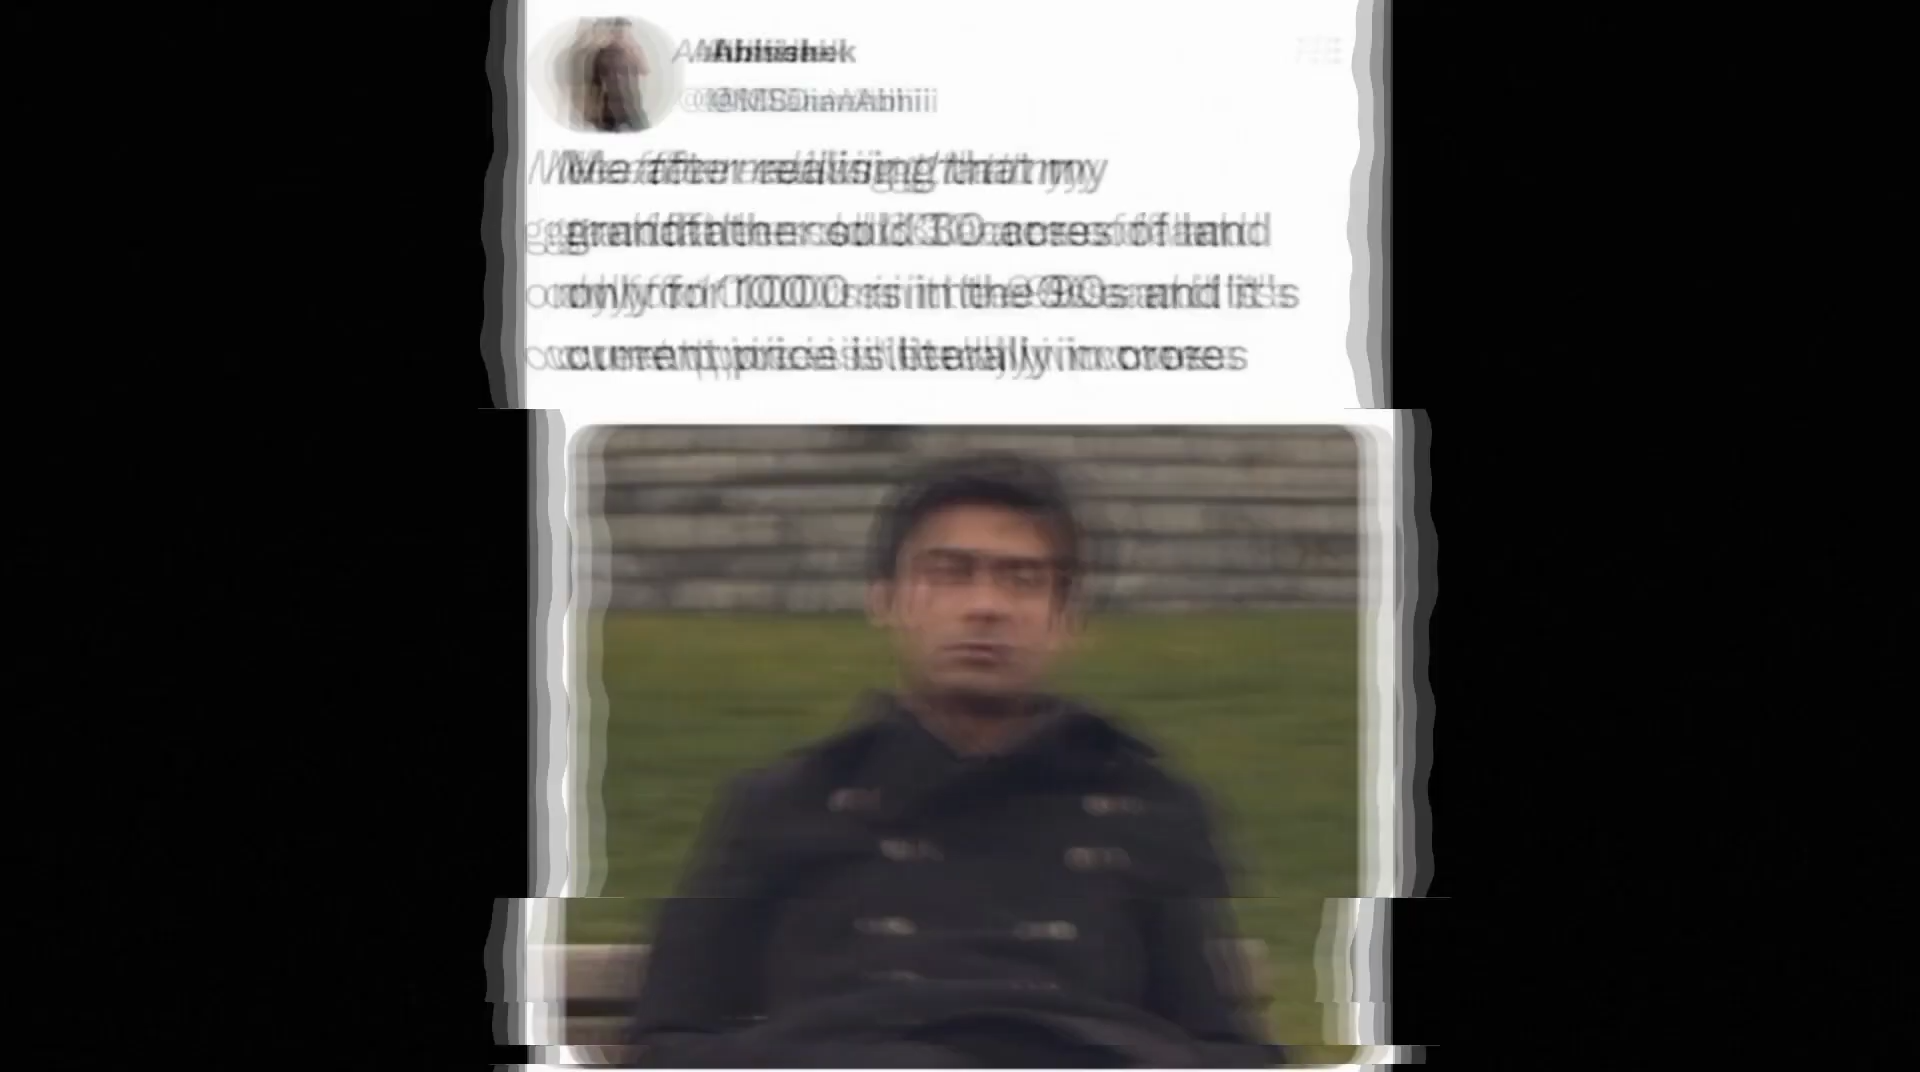 Abhishek
Me after realising that my
grandfather sold 30 acres of land
only for 1000 rs in the 90s and it's
current price is literally in crores